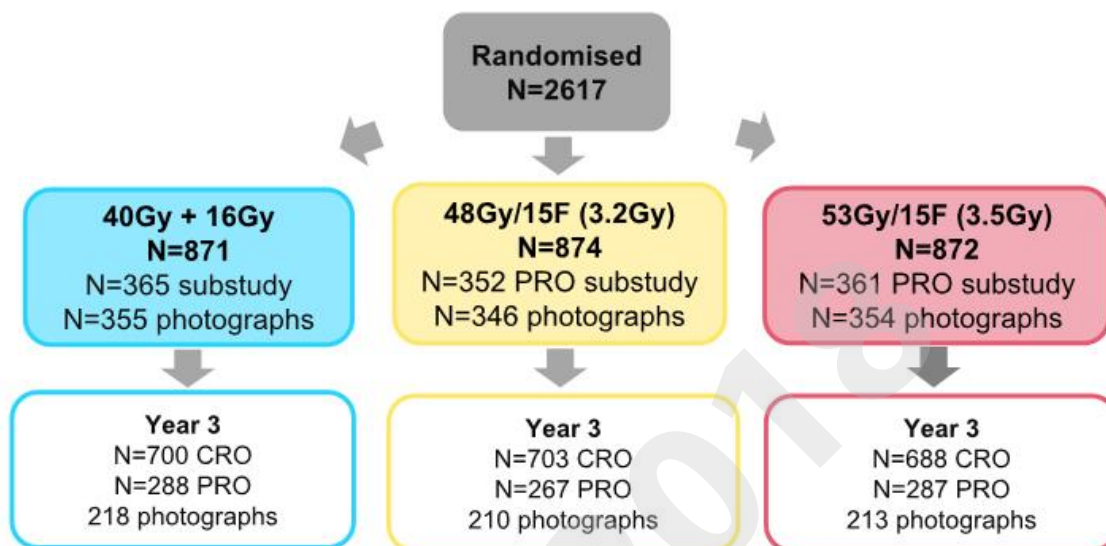 Randomised
N=2617
40Gy + 16Gy
N=871
N=365 substudy
N=355 photographs
48Gy/15F (3.2Gy)
N=874
N=352 PRO substudy
N=346 photographs
53Gy/15F (3.5Gy)
N=872
N=361 PRO substudy
N=354 photographs
Year 3
N=700 CRO
N=288 PRO
218 photographs
Year 3
N=703 CRO
N=267 PRO
210 photographs
Year 3
N=688 CRO
N=287 PRO
213 photographs